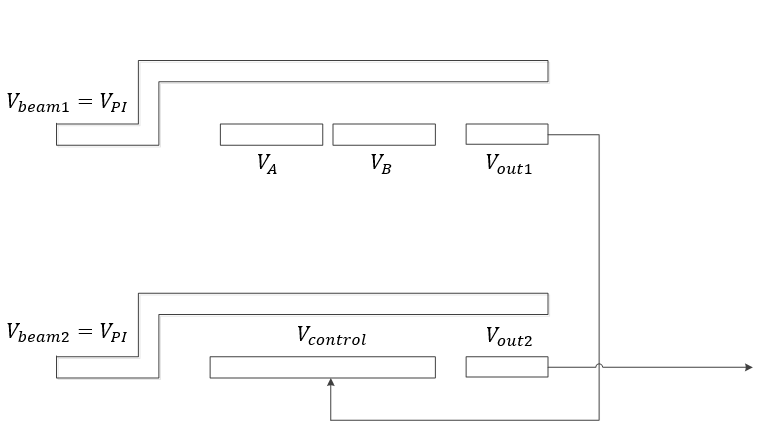 V_beam1 = V_PI
V_A
V_B
V_out1
V_beam2 = V_PI
V_control
V_out2